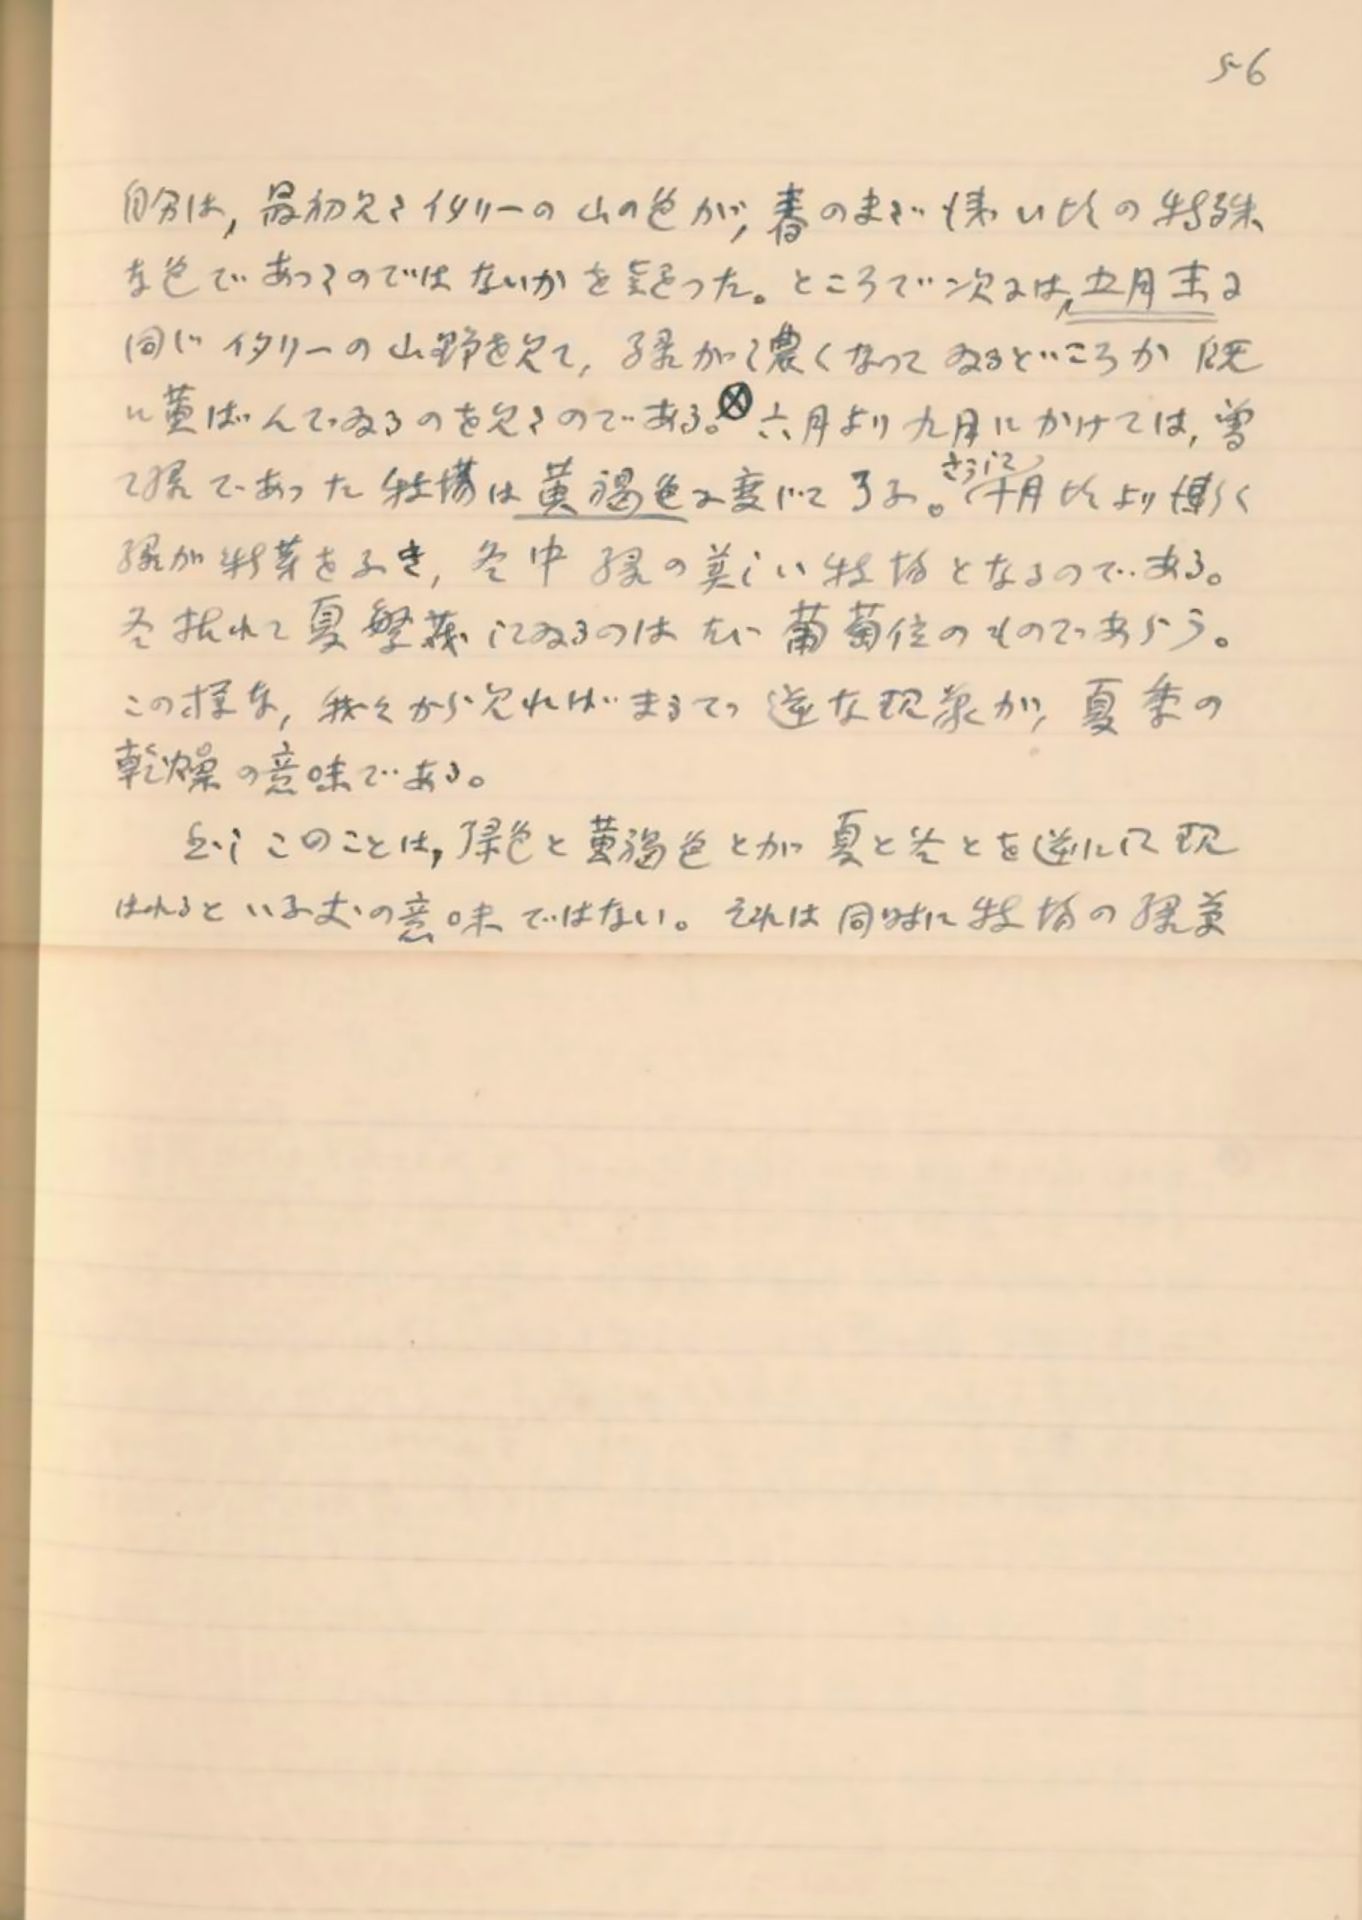 56
自分は，最初見た イタリーの 山の色が，春のまだ 浅い頃の 特殊
な色で あったのでは ないかを疑った。ところで 次には，五月末に
同じ イタリーの 山野を見て， 緑が 濃くなって ゐるどころか 既
に黄ばんでゐるのを見たのである。⊗ 六月より 九月にかけては，曽
て緑であった 牧場は黄褐色に変じて了ふ。さうして 十月頃より 漸く
緑が 新芽をふき， 冬中 緑の美しい 牧場となるのである。
冬枯れて 夏 繁茂してゐるのは たゞ 葡萄位のものであらう。
この様な， 我々から見れば まるで 逆な現象が， 夏季の
乾燥の意味である。
但し このことは，緑色と黄褐色とが 夏と冬とを逆にして 現
はれると いふ丈の意味ではない。それは 同時に 牧場の 緑草